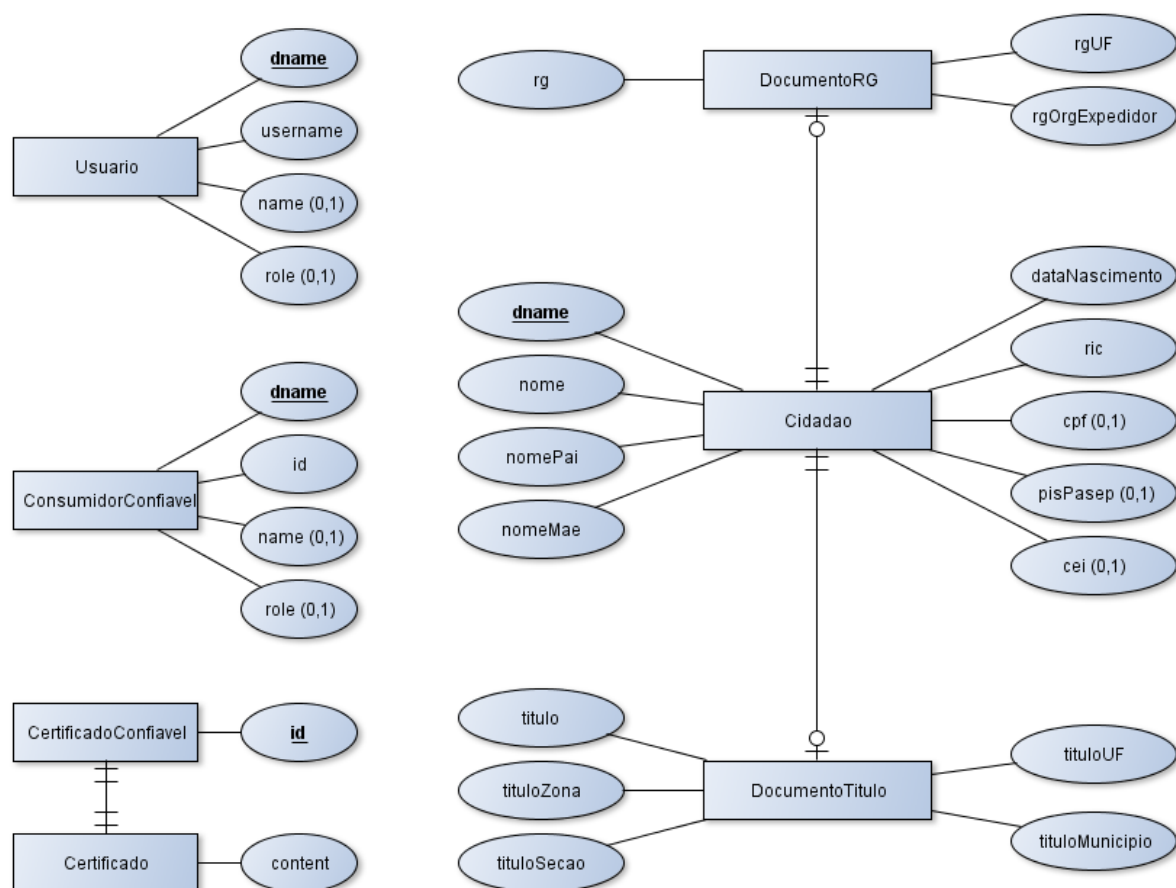 dname
username
Usuario
name (0,1)
role (0,1)
dname
id
ConsumidorConfiavel
name (0,1)
role (0,1)
CertificadoConfiavel
id
Certificado
content
rg
DocumentoRG
rgUF
rgOrgExpedidor
dname
nome
nomePai
nomeMae
Cidadao
dataNascimento
ric
cpf (0,1)
pisPasep (0,1)
cei (0,1)
titulo
tituloZona
tituloSecao
DocumentoTitulo
tituloUF
tituloMunicipio